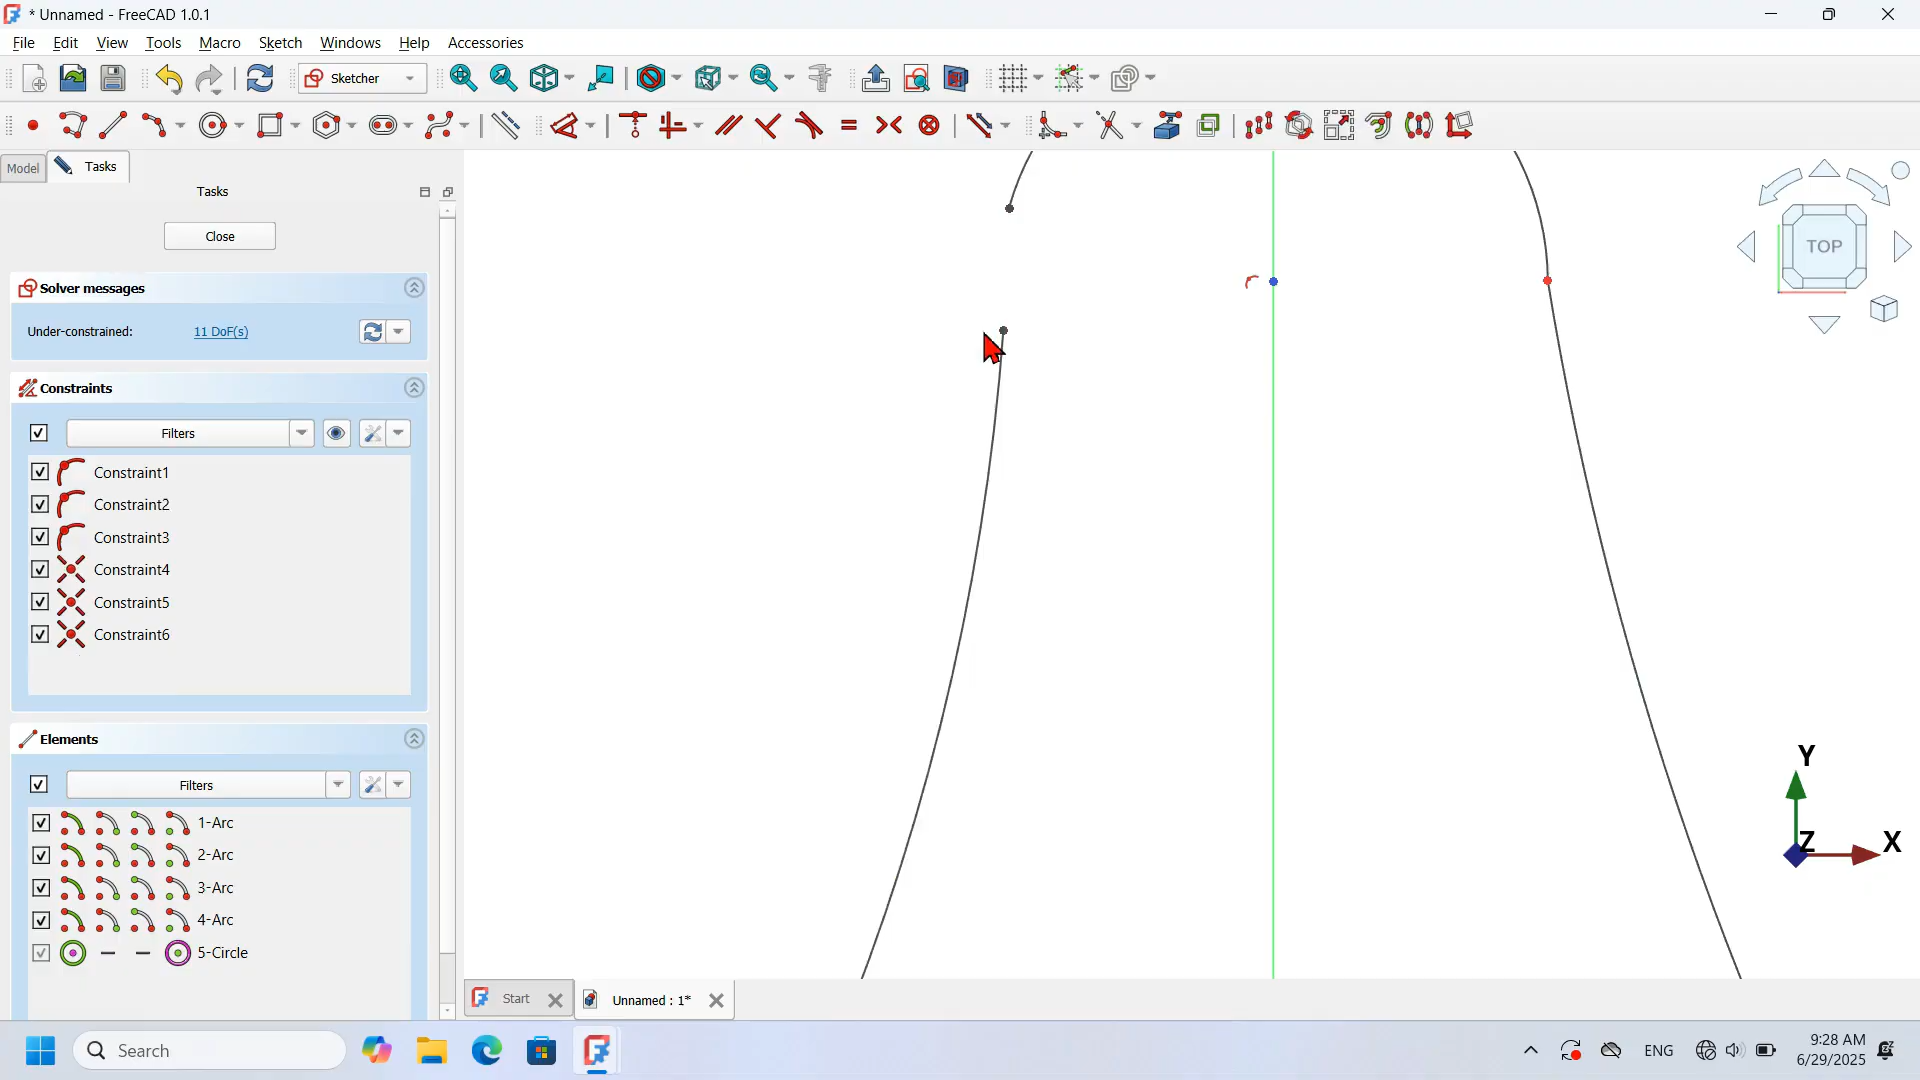 * Unnamed - FreeCAD 1.0.1
File Edit View Tools Macro Sketch Windows Help Accessories
Sketcher
Model Tasks
Tasks
Close
Solver messages
Under-constrained: 11 DoF(s)
Constraints
Filters
Constraint1
Constraint2
Constraint3
Constraint4
Constraint5
Constraint6
Elements
Filters
1-Arc
2-Arc
3-Arc
4-Arc
5-Circle
TOP
Y
Z
X
Start
Unnamed : 1*
Search
ENG
9:28 AM
6/29/2025